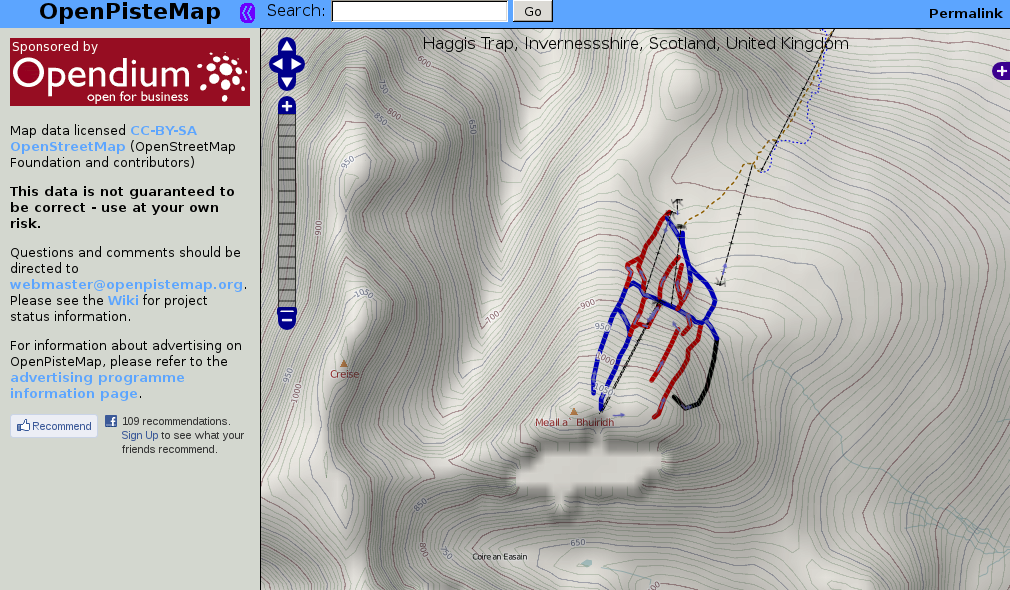 OpenPisteMap
Search:
Go
Permalink
Sponsored by
Opendium
open for business
Map data licensed CC-BY-SA
OpenStreetMap (OpenStreetMap
Foundation and contributors)
This data is not guaranteed to
be correct - use at your own
risk.
Questions and comments should be
directed to
webmaster@openpistemap.org.
Please see the Wiki for project
status information.
For information about advertising on
OpenPisteMap, please refer to the
advertising programme
information page.
Recommend
109 recommendations.
Sign Up to see what your
friends recommend.
Haggis Trap, Invernessshire, Scotland, United Kingdom
600
750
800
850
650
950
900
1050
700
900
950
1000
1050
Creise
950
1000
Meall a Bhuiridh
850
800
750
650
Coirean Easain